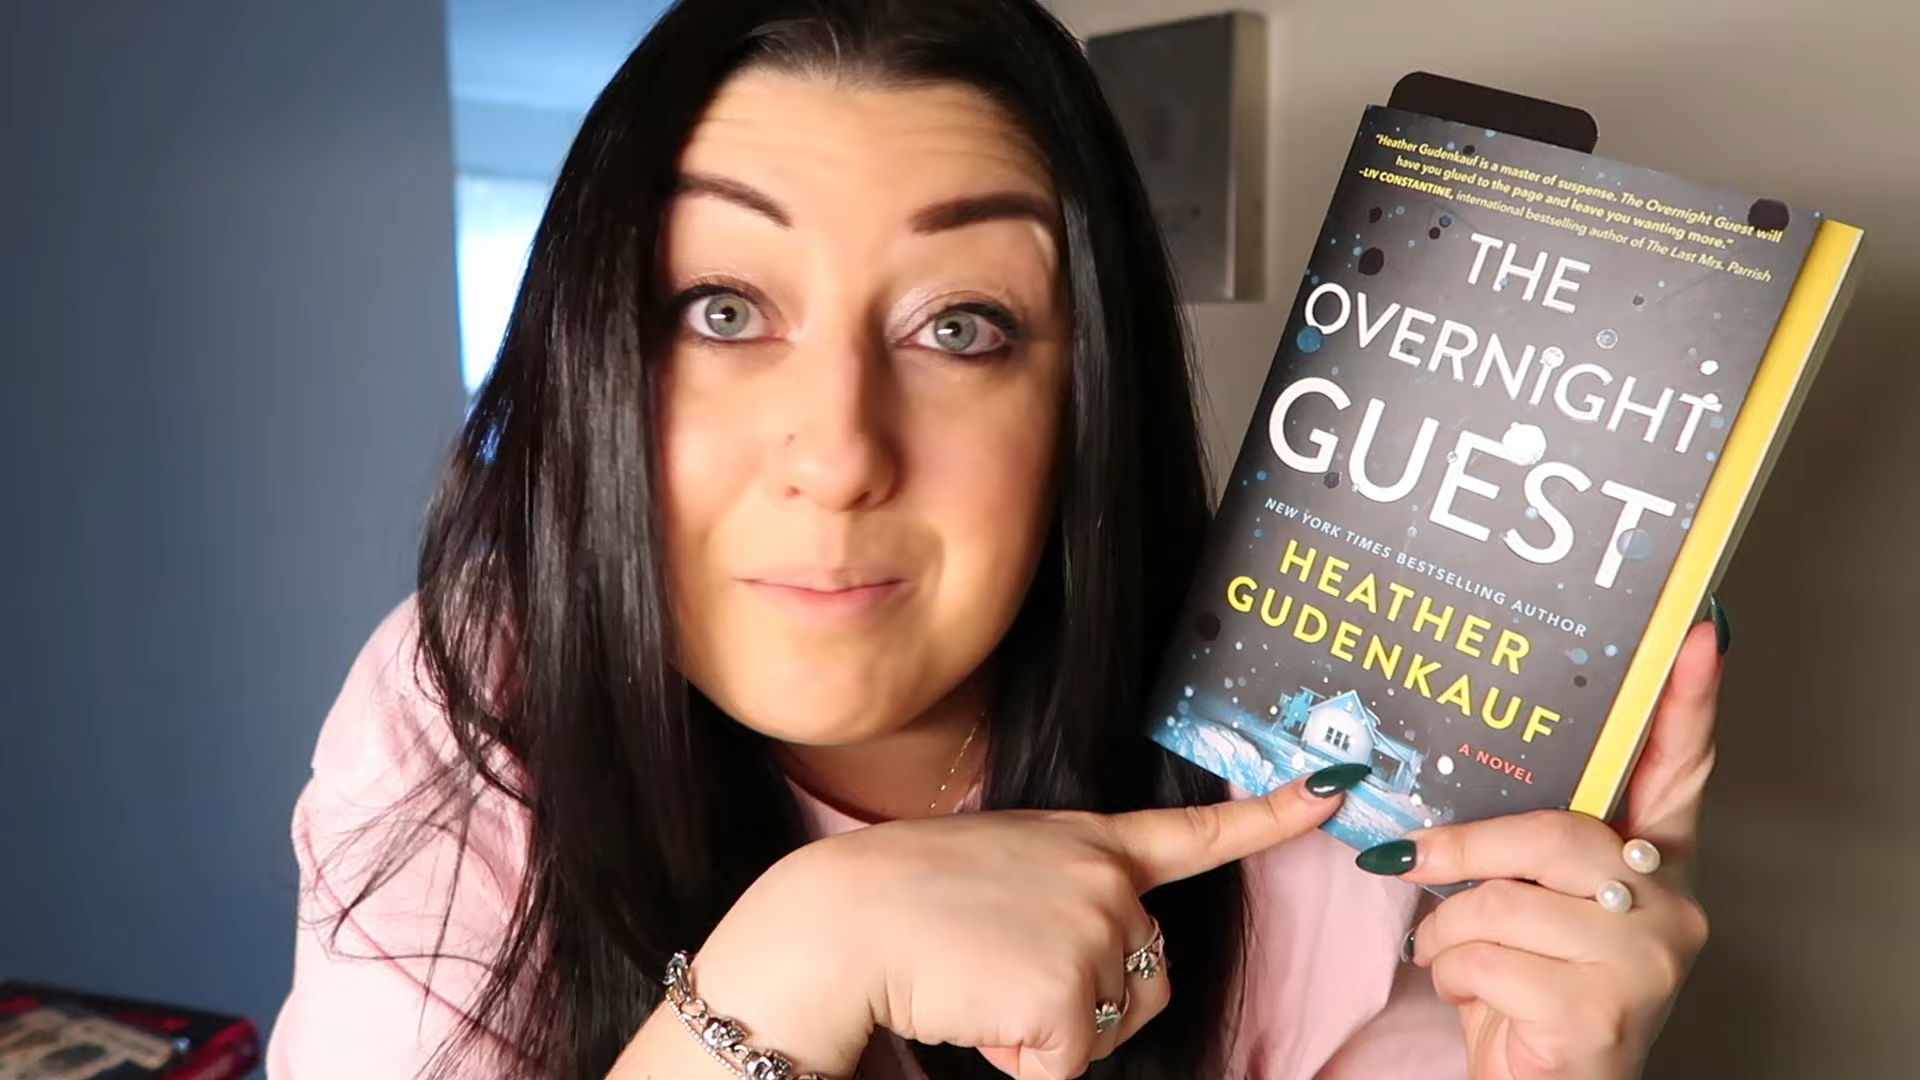 "Heather Gudenkauf is a master of suspense. The Overnight Guest will
have you glued to the page and leave you wanting more."
–LIV CONSTANTINE, international bestselling author of The Last Mrs. Parrish
THE
OVERNIGHT
GUEST
NEW YORK TIMES BESTSELLING AUTHOR
HEATHER
GUDENKAUF
A NOVEL